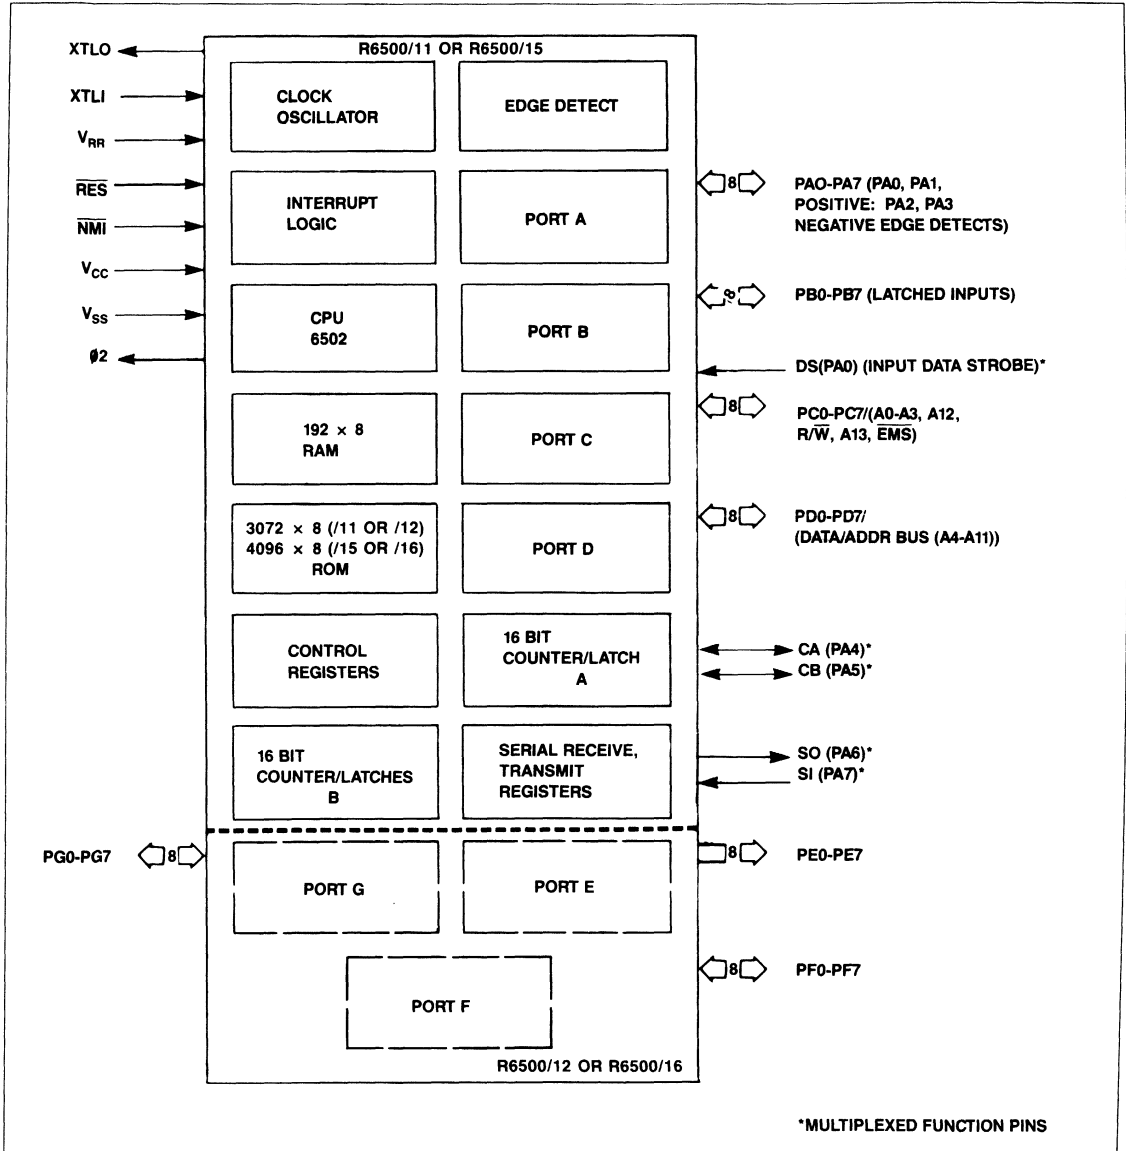 R6500/11 OR R6500/15
XTLO
XTLI
VRR
RES
NMI
VCC
VSS
ø2
CLOCK
OSCILLATOR
EDGE DETECT
INTERRUPT
LOGIC
PORT A
8
PAO-PA7 (PA0, PA1,
POSITIVE: PA2, PA3
NEGATIVE EDGE DETECTS)
CPU
6502
PORT B
8
PB0-PB7 (LATCHED INPUTS)
DS(PA0) (INPUT DATA STROBE)*
192 × 8
RAM
PORT C
8
PC0-PC7/(A0-A3, A12,
R/W, A13, EMS)
3072 × 8 (/11 OR /12)
4096 × 8 (/15 OR /16)
ROM
PORT D
8
PD0-PD7/
(DATA/ADDR BUS (A4-A11))
CONTROL
REGISTERS
16 BIT
COUNTER/LATCH
A
CA (PA4)*
CB (PA5)*
16 BIT
COUNTER/LATCHES
B
SERIAL RECEIVE,
TRANSMIT
REGISTERS
SO (PA6)*
SI (PA7)*
PG0-PG7
8
PORT G
PORT E
8
PE0-PE7
PORT F
8
PF0-PF7
R6500/12 OR R6500/16
*MULTIPLEXED FUNCTION PINS